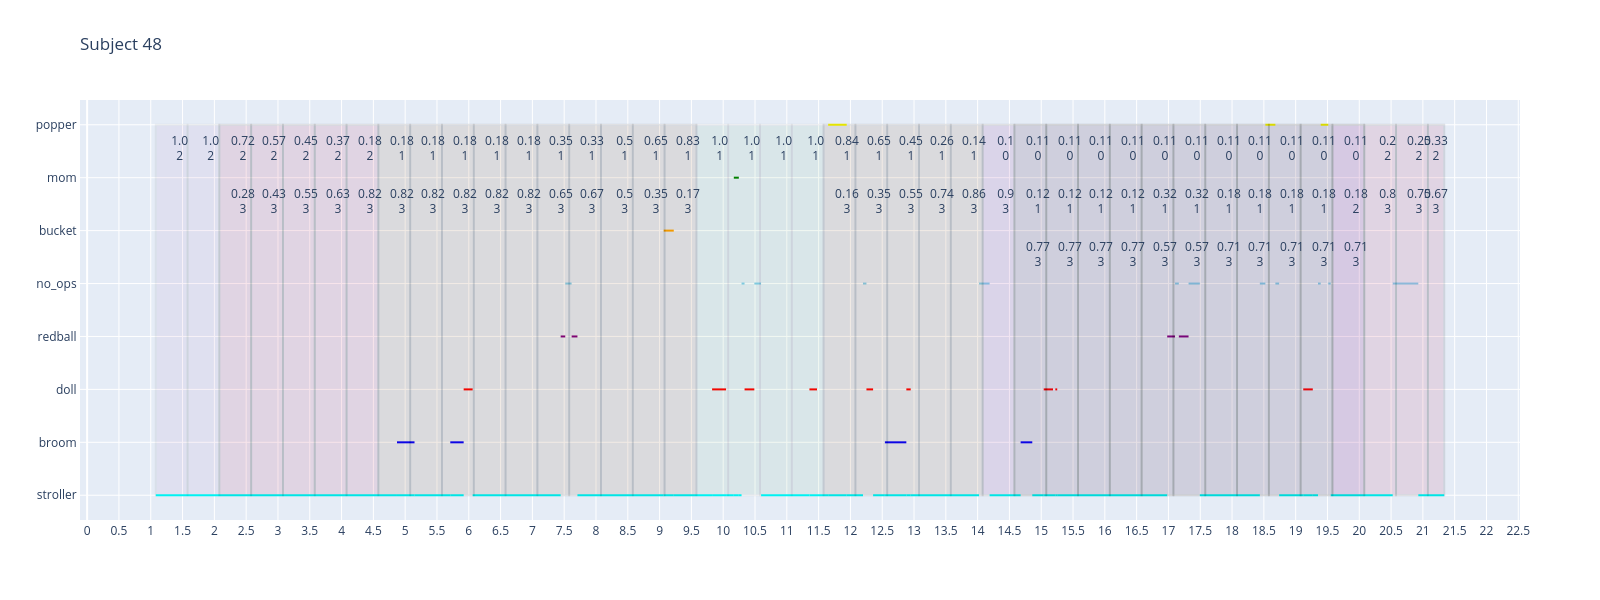 Subject 48
popper
1.0 1.0 0.72 0.57 0.45 0.37 0.18 0.18 0.18 0.18 0.18 0.18 0.35 0.33 0.5 0.65 0.83 1.0 1.0 1.0 1.0 0.84 0.65 0.45 0.26 0.14 0.1 0.11 0.11 0.11 0.11 0.11 0.11 0.11 0.11 0.11 0.11 0.11 0.2 0.25 0.33
2 2 2 2 2 2 2 1 1 1 1 1 1 1 1 1 1 1 1 1 1 1 1 1 1 1 0 0 0 0 0 0 0 0 0 0 0 0 2 2 2
mom
0.28 0.43 0.55 0.63 0.82 0.82 0.82 0.82 0.82 0.82 0.65 0.67 0.5 0.35 0.17 0.16 0.35 0.55 0.74 0.86 0.9 0.12 0.12 0.12 0.12 0.32 0.32 0.18 0.18 0.18 0.18 0.18 0.8 0.75 0.67
3 3 3 3 3 3 3 3 3 3 3 3 3 3 3 3 3 3 3 3 3 1 1 1 1 1 1 1 1 1 1 2 3 3 3
bucket
0.77 0.77 0.77 0.77 0.57 0.57 0.71 0.71 0.71 0.71 0.71
3 3 3 3 3 3 3 3 3 3 3
no_ops
redball
doll
broom
stroller
0 0.5 1 1.5 2 2.5 3 3.5 4 4.5 5 5.5 6 6.5 7 7.5 8 8.5 9 9.5 10 10.5 11 11.5 12 12.5 13 13.5 14 14.5 15 15.5 16 16.5 17 17.5 18 18.5 19 19.5 20 20.5 21 21.5 22 22.5